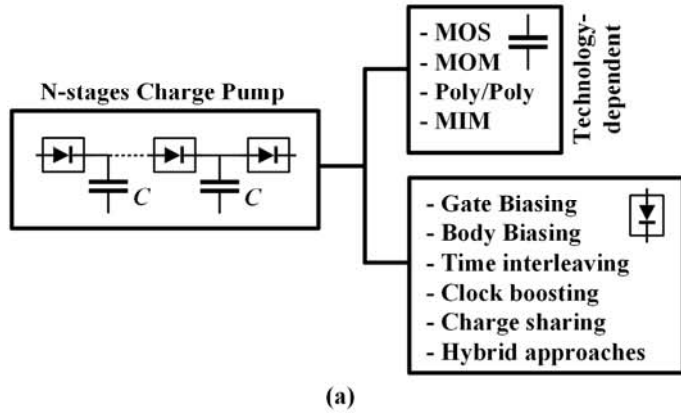 N-stages Charge Pump
C
C
- MOS
- MOM
- Poly/Poly
- MIM
Technology-
dependent
- Gate Biasing
- Body Biasing
- Time interleaving
- Clock boosting
- Charge sharing
- Hybrid approaches
(a)